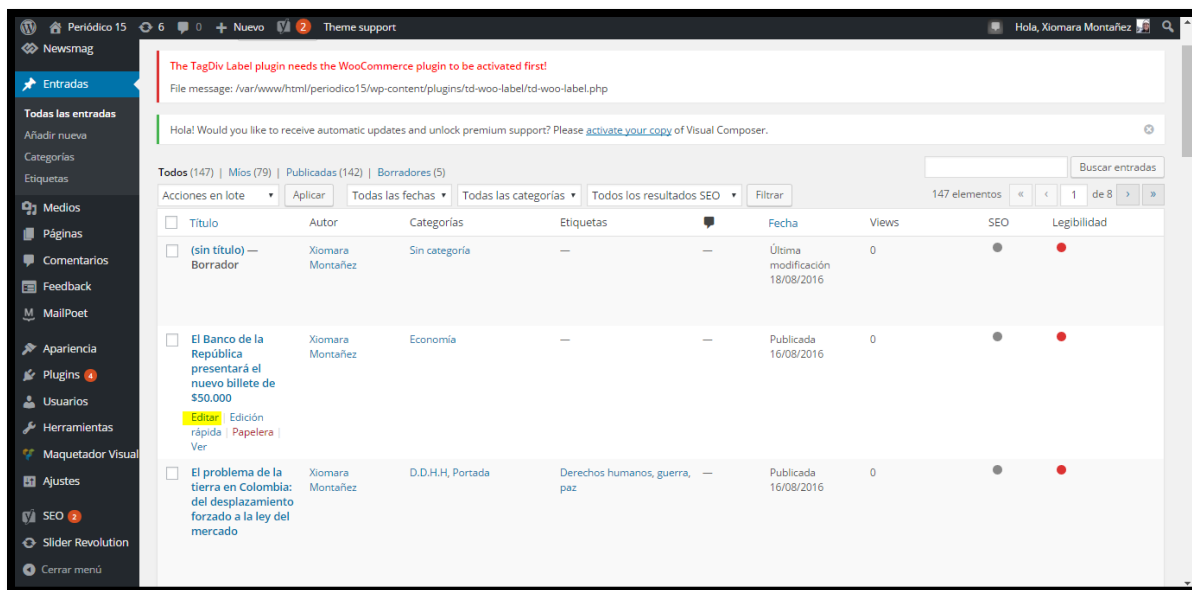 Periódico 15 6 0 + Nuevo 2 Theme support Hola, Xiomara Montañez
Newsmag
Entradas
Todas las entradas
Añadir nueva
Categorías
Etiquetas
Medios
Páginas
Comentarios
Feedback
MailPoet
Apariencia
Plugins 4
Usuarios
Herramientas
Maquetador Visual
Ajustes
SEO 2
Slider Revolution
Cerrar menú
The TagDiv Label plugin needs the WooCommerce plugin to be activated first!
File message: /var/www/html/periodico15/wp-content/plugins/td-woo-label/td-woo-label.php
Hola! Would you like to receive automatic updates and unlock premium support? Please activate your copy of Visual Composer.
Todos (147) | Míos (79) | Publicadas (142) | Borradores (5)
Buscar entradas
Acciones en lote Aplicar Todas las fechas Todas las categorías Todos los resultados SEO Filtrar 147 elementos « ‹ 1 de 8 › »
Título Autor Categorías Etiquetas Fecha Views SEO Legibilidad
(sin título) — Xiomara Sin categoría — — Última 0
Borrador Montañez modificación
18/08/2016
El Banco de la Xiomara Economía — — Publicada 0
República Montañez 16/08/2016
presentará el
nuevo billete de
$50.000
Editar | Edición
rápida | Papelera |
Ver
El problema de la Xiomara D.D.H.H, Portada Derechos humanos, guerra, — Publicada 0
tierra en Colombia: Montañez paz 16/08/2016
del desplazamiento
forzado a la ley del
mercado